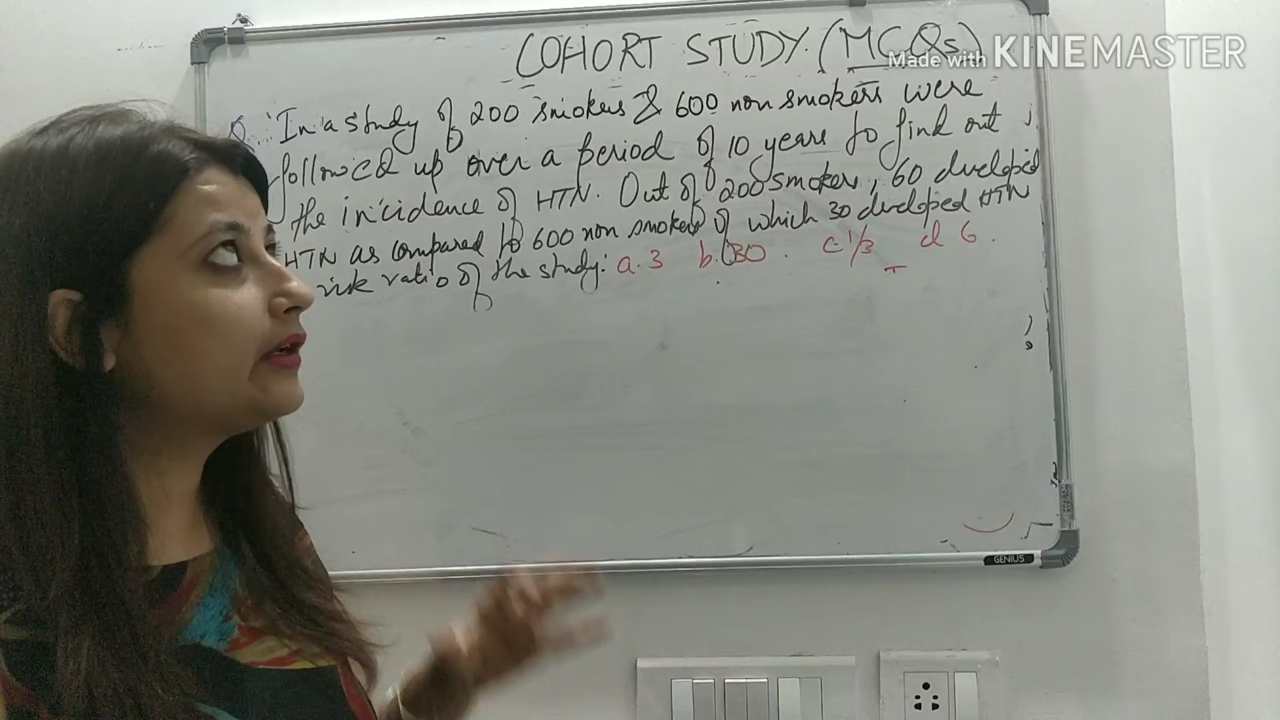 COHORT STUDY. (MCQs)
Made with KINEMASTER
Q. In a study of 200 smokers & 600 non smokers were
followed up over a period of 10 years to find out
the incidence of HTN. Out of 200 smokers, 60 developed
HTN as compared to 600 non smokers of which 30 developed HTN
risk ratio of the study: a. 3 b. 30. c. 1/3 d 6.
GENIUS